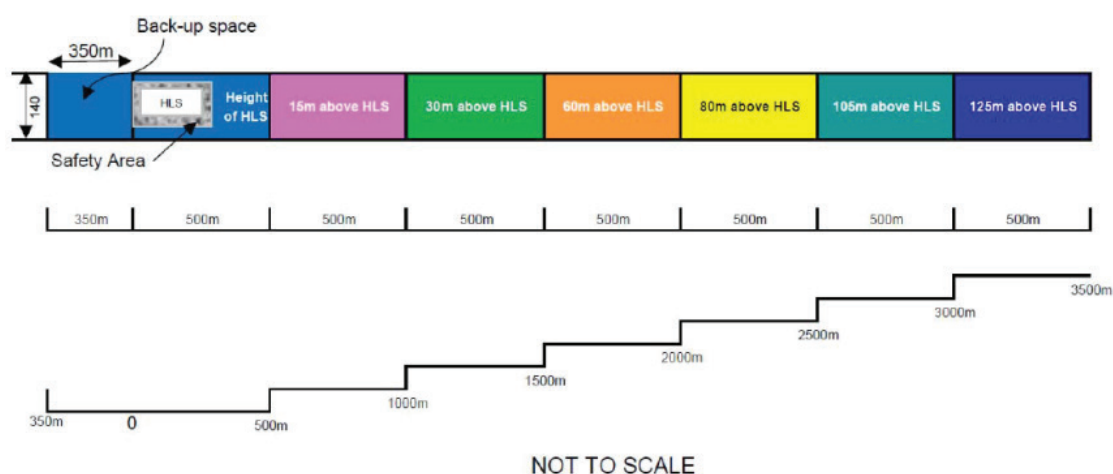 Back-up space
350m
140
HLS
Height
of HLS
15m above HLS
30m above HLS
60m above HLS
80m above HLS
105m above HLS
125m above HLS
Safety Area
350m
500m
500m
500m
500m
500m
500m
500m
3500m
3000m
2500m
2000m
1500m
1000m
350m
0
500m
NOT TO SCALE